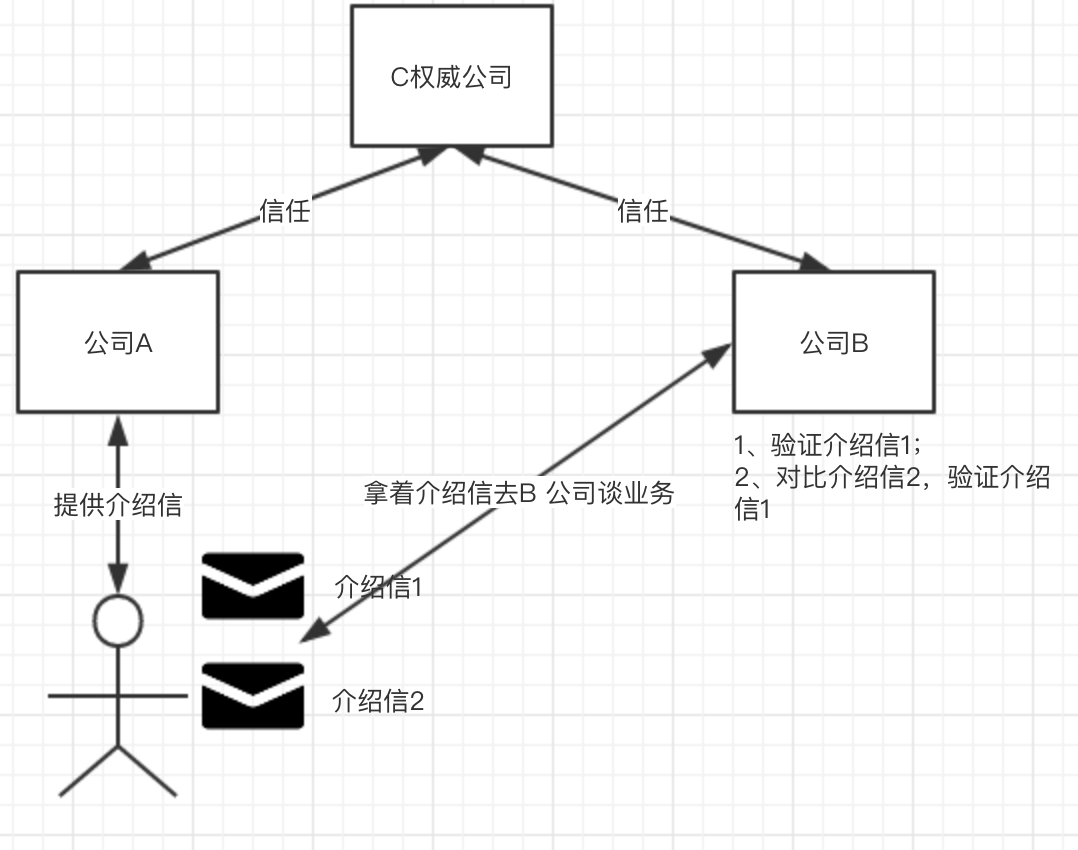 C权威公司
信任
信任
公司A
公司B
1、验证介绍信1；
2、对比介绍信2，验证介绍
信1
拿着介绍信去B 公司谈业务
提供介绍信
介绍信1
介绍信2